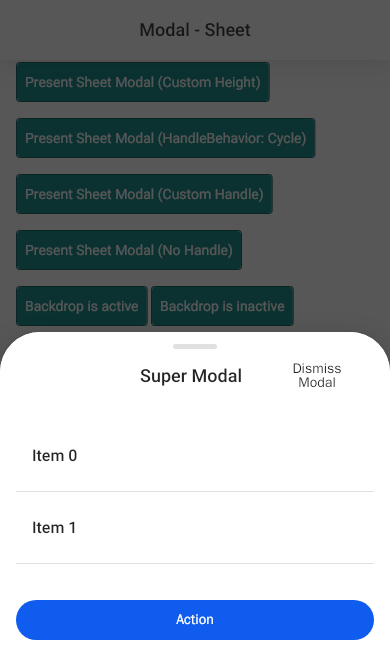 Modal - Sheet
Present Sheet Modal (Custom Height)
Present Sheet Modal (HandleBehavior: Cycle)
Present Sheet Modal (Custom Handle)
Present Sheet Modal (No Handle)
Backdrop is active Backdrop is inactive
Super Modal
Dismiss
Modal
Item 0
Item 1
Action